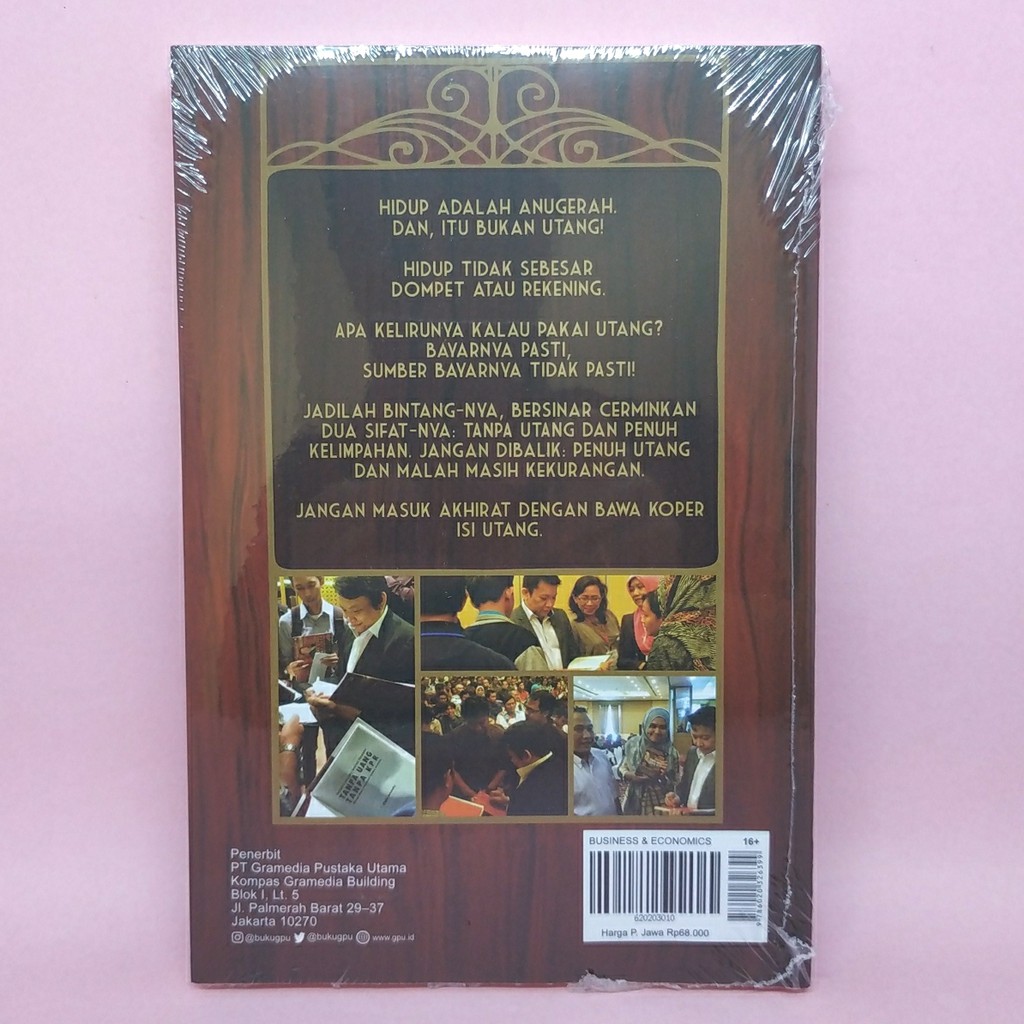 HIDUP ADALAH ANUGERAH.
DAN, ITU BUKAN UTANG!
HIDUP TIDAK SEBESAR
DOMPET ATAU REKENING.
APA KELIRUNYA KALAU PAKAI UTANG?
BAYARNYA PASTI,
SUMBER BAYARNYA TIDAK PASTI!
JADILAH BINTANG-NYA, BERSINAR CERMINKAN
DUA SIFAT-NYA: TANPA UTANG DAN PENUH
KELIMPAHAN. JANGAN DIBALIK: PENUH UTANG
DAN MALAH MASIH KEKURANGAN.
JANGAN MASUK AKHIRAT DENGAN BAWA KOPER
ISI UTANG.
TANPA UANG
TANPA KPR
Penerbit
PT Gramedia Pustaka Utama
Kompas Gramedia Building
Blok I, Lt. 5
Jl. Palmerah Barat 29–37
Jakarta 10270
@bukugpu @bukugpu www.gpu.id
BUSINESS & ECONOMICS 16+
620203010
Harga P. Jawa Rp68.000